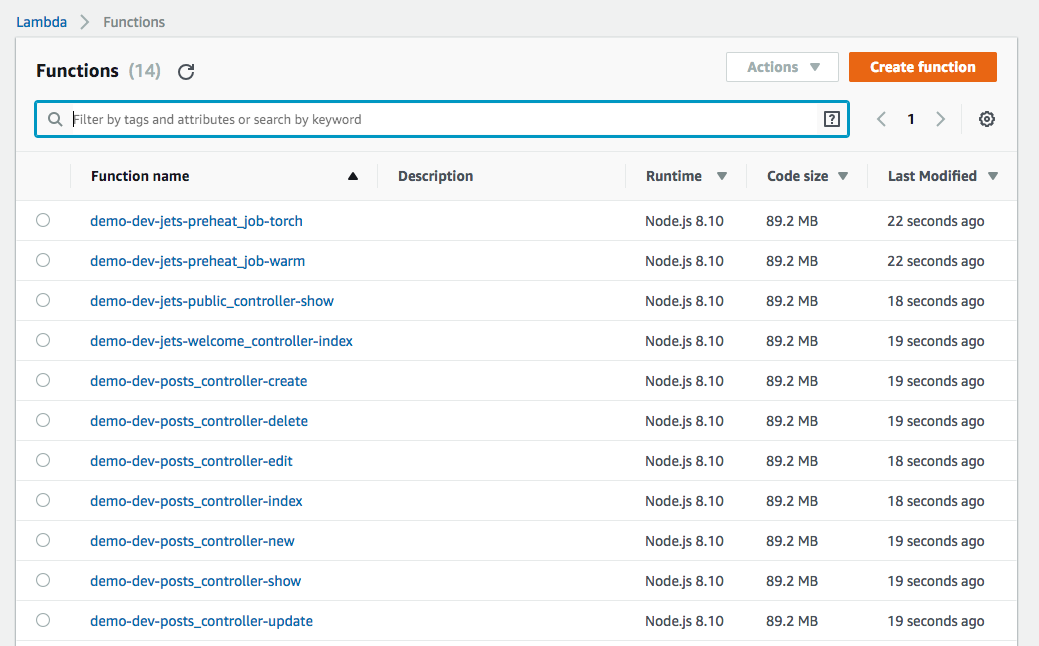 Lambda > Functions
Functions (14) Actions Create function
Filter by tags and attributes or search by keyword ? 1
Function name Description Runtime Code size Last Modified
demo-dev-jets-preheat_job-torch Node.js 8.10 89.2 MB 22 seconds ago
demo-dev-jets-preheat_job-warm Node.js 8.10 89.2 MB 22 seconds ago
demo-dev-jets-public_controller-show Node.js 8.10 89.2 MB 18 seconds ago
demo-dev-jets-welcome_controller-index Node.js 8.10 89.2 MB 19 seconds ago
demo-dev-posts_controller-create Node.js 8.10 89.2 MB 19 seconds ago
demo-dev-posts_controller-delete Node.js 8.10 89.2 MB 19 seconds ago
demo-dev-posts_controller-edit Node.js 8.10 89.2 MB 18 seconds ago
demo-dev-posts_controller-index Node.js 8.10 89.2 MB 18 seconds ago
demo-dev-posts_controller-new Node.js 8.10 89.2 MB 19 seconds ago
demo-dev-posts_controller-show Node.js 8.10 89.2 MB 19 seconds ago
demo-dev-posts_controller-update Node.js 8.10 89.2 MB 19 seconds ago